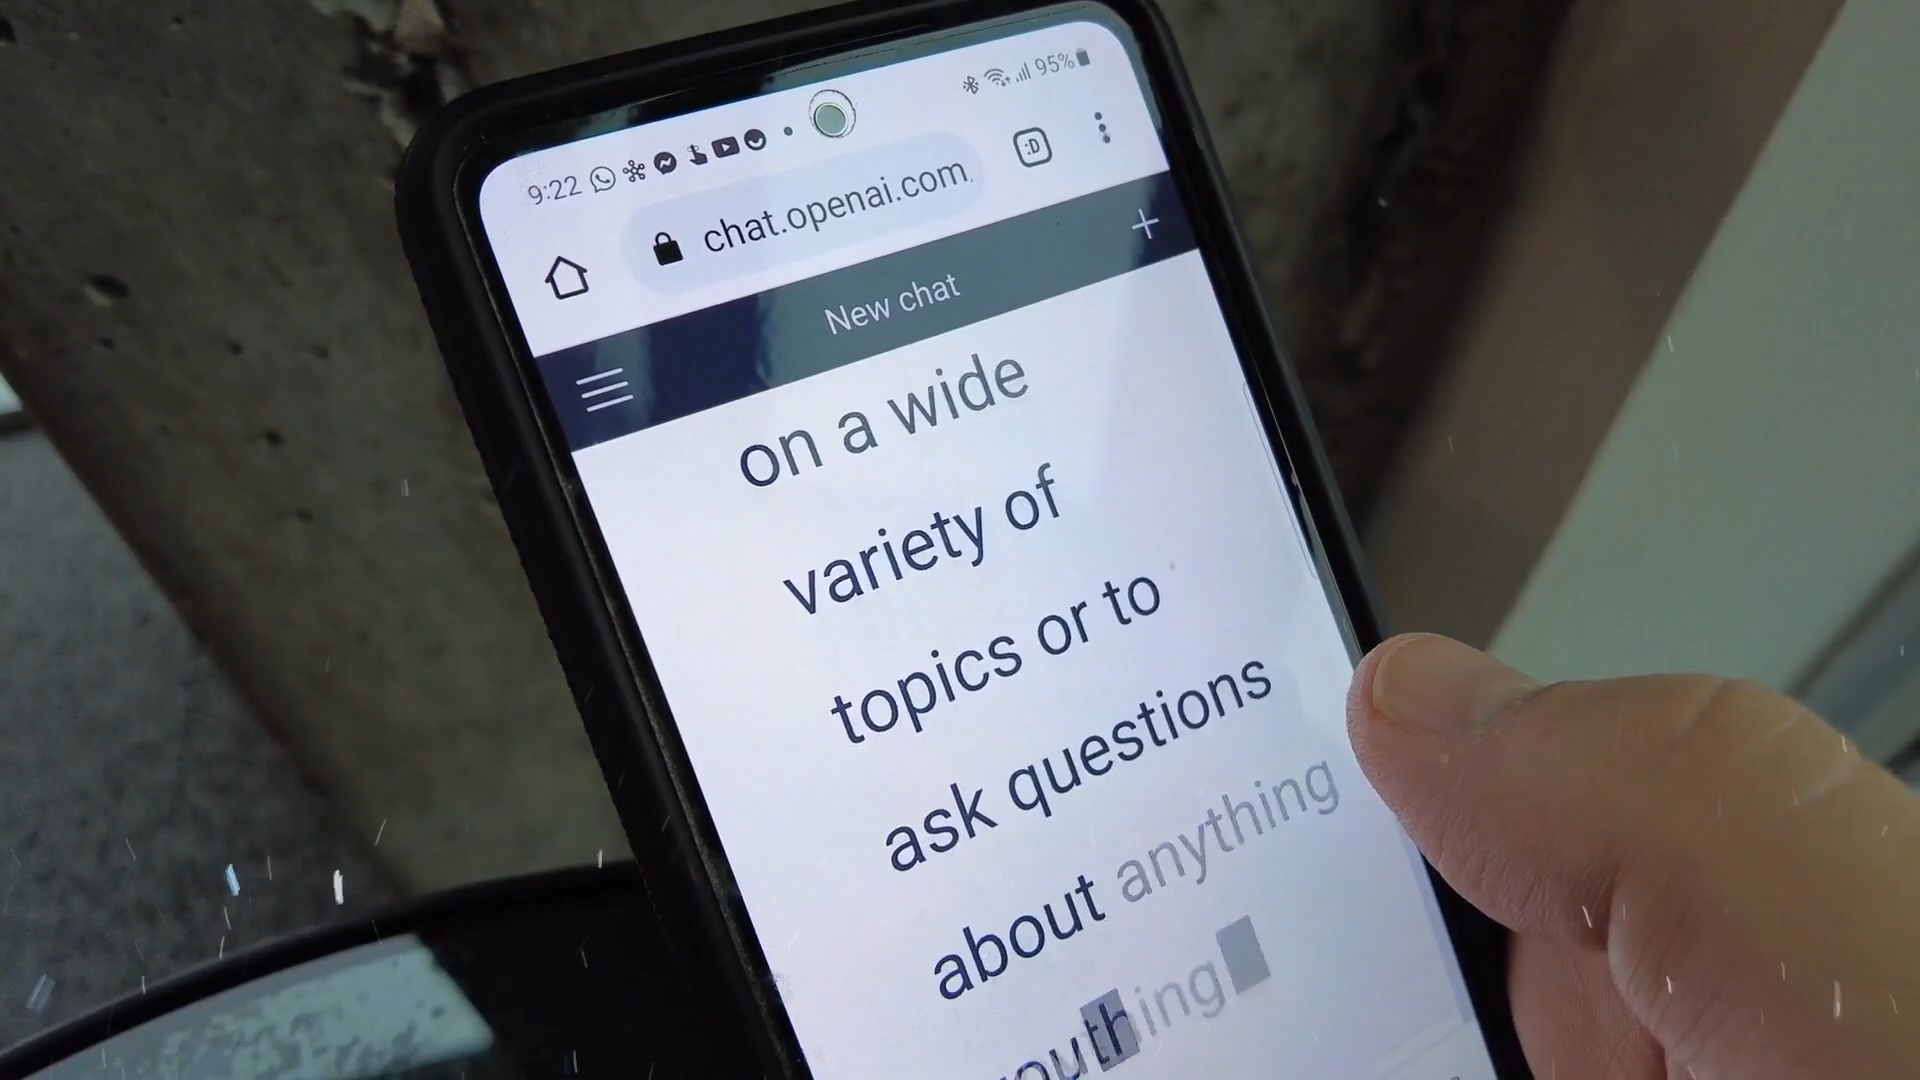 9:22 95%
:D
chat.openai.com
New chat
on a wide
variety of
topics or to
ask questions
about anything